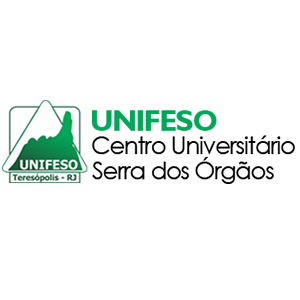 UNIFESO
Teresópolis - RJ
UNIFESO
Centro Universitário
Serra dos Órgãos